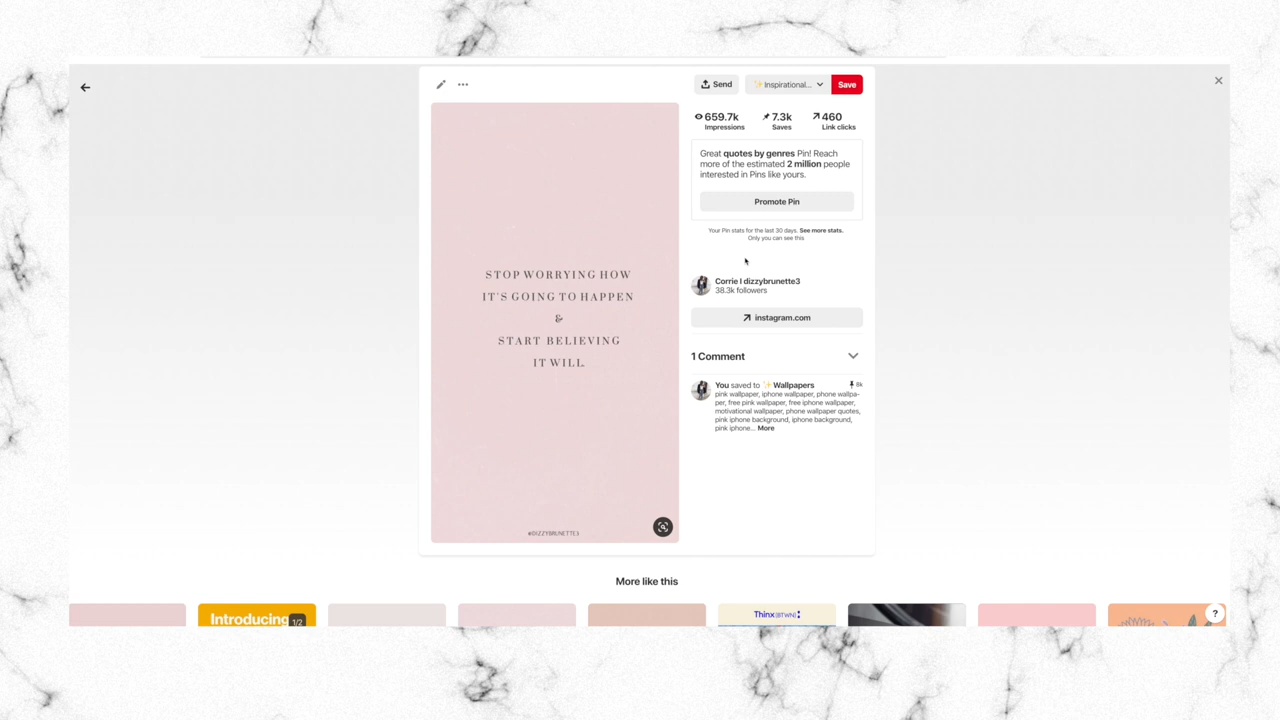 Send
Inspirational...
Save
659.7k
Impressions
7.3k
Saves
460
Link clicks
Great quotes by genres Pin! Reach
more of the estimated 2 million people
interested in Pins like yours.
Promote Pin
Your Pin stats for the last 30 days. See more stats.
Only you can see this
STOP WORRYING HOW
IT'S GOING TO HAPPEN
&
START BELIEVING
IT WILL.
@DIZZYBRUNETTE3
Corrie I dizzybrunette3
38.3k followers
instagram.com
1 Comment
You saved to ✨Wallpapers
8k
pink wallpaper, iphone wallpaper, phone wallpa-
per, free pink wallpaper, free iphone wallpaper,
motivational wallpaper, phone wallpaper quotes,
pink iphone background, iphone background,
pink iphone... More
More like this
Introducing
1/2
Thinx (BTWN)
?